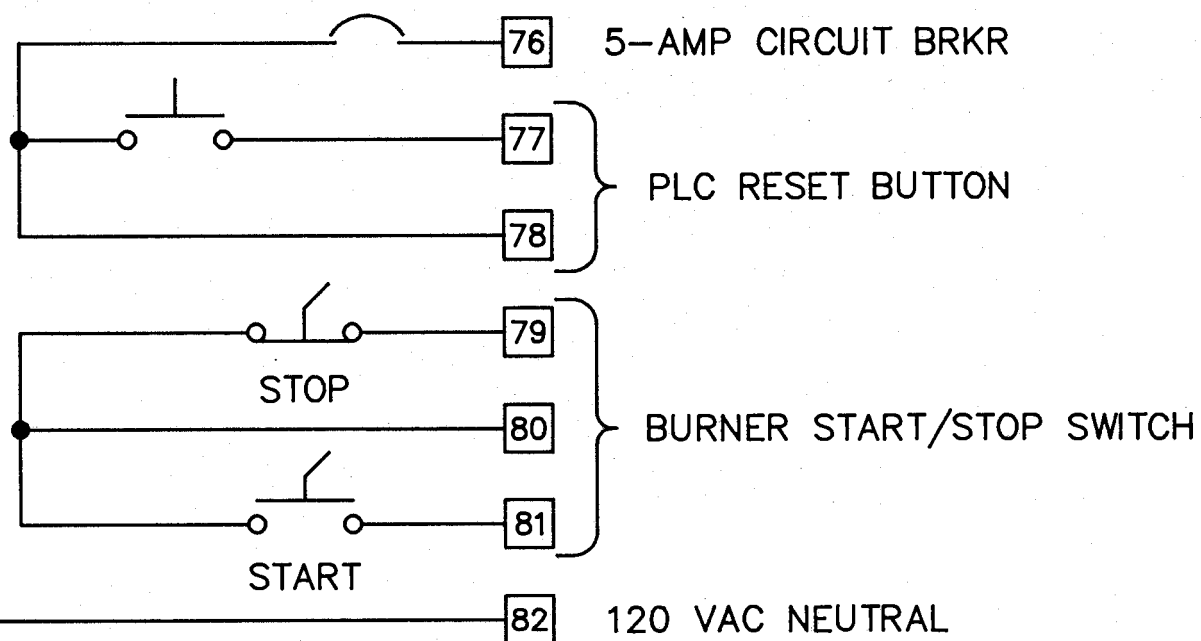 76 5-AMP CIRCUIT BRKR
77
PLC RESET BUTTON
78
79
STOP
80 BURNER START/STOP SWITCH
81
START
82 120 VAC NEUTRAL